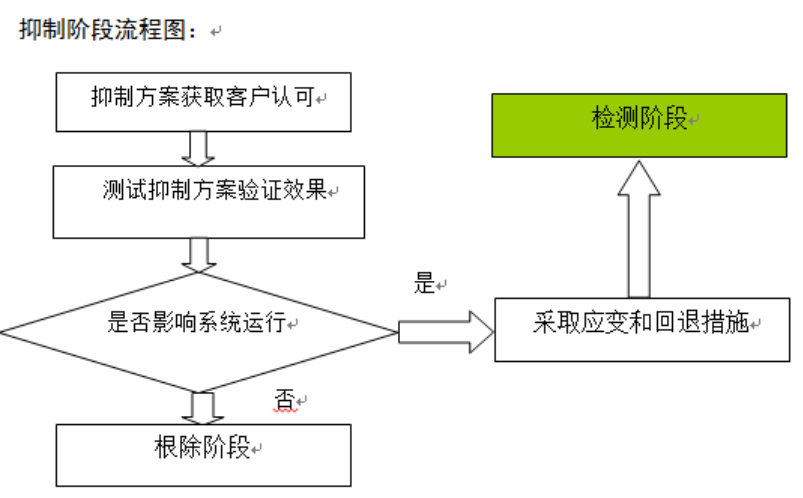 抑制阶段流程图：
抑制方案获取客户认可
检测阶段
测试抑制方案验证效果
是
是否影响系统运行
采取应变和回退措施
否
根除阶段